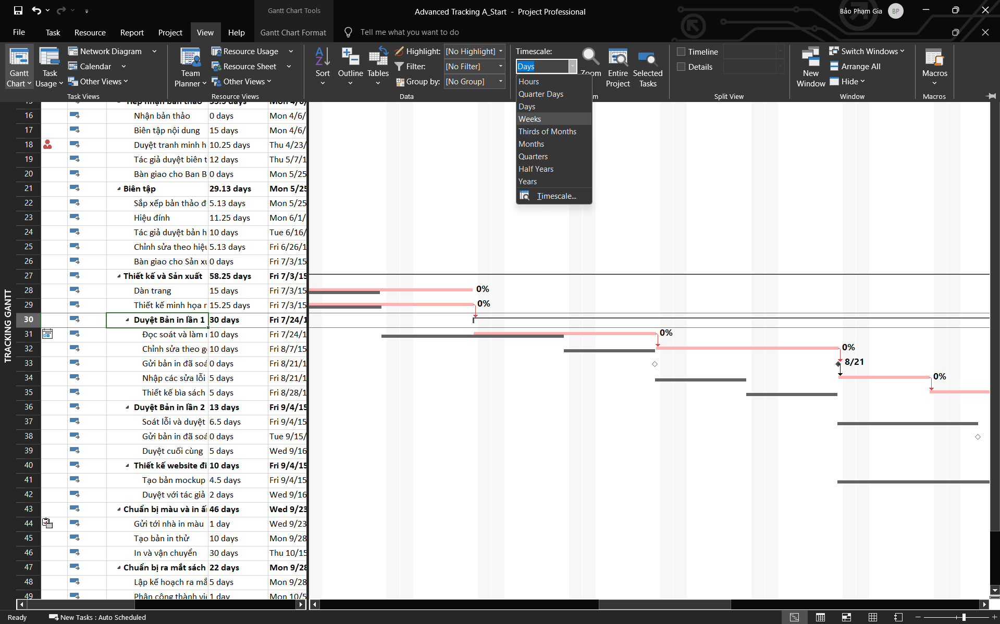 Gantt Chart Tools
Advanced Tracking A_Start - Project Professional
Bảo Phạm Gia
BP
File
Task
Resource
Report
Project
View
Help
Gantt Chart Format
Tell me what you want to do
Gantt Chart
Task Usage
Network Diagram
Calendar
Other Views
Task Views
Team Planner
Resource Usage
Resource Sheet
Other Views
Resource Views
Sort
Outline
Tables
Highlight: [No Highlight]
Filter: [No Filter]
Group by: [No Group]
Data
Timescale:
Days
Hours
Quarter Days
Days
Weeks
Thirds of Months
Months
Quarters
Half Years
Years
Timescale...
Zoom
Entire Project
Selected Tasks
Timeline
Details
Split View
New Window
Switch Windows
Arrange All
Hide
Window
Macros
Macros
TRACKING GANTT
16 Nhận bản thảo 0 days Mon 4/6/
17 Biên tập nội dung 15 days Mon 4/6/
18 Duyệt tranh minh h 10.25 days Thu 4/23/
19 Tác giả duyệt biên t 12 days Thu 5/7/1
20 Bàn giao cho Ban B 0 days Mon 5/25
21 Biên tập 29.13 days Mon 5/25
22 Sắp xếp bản thảo đ 5.13 days Mon 5/25
23 Hiệu đính 11.25 days Mon 6/1/
24 Tác giả duyệt bản h 10 days Tue 6/16/
25 Chỉnh sửa theo hiệu 5.13 days Fri 6/26/1
26 Bàn giao cho Sản xu 0 days Fri 7/3/15
27 Thiết kế và Sản xuất 58.25 days Fri 7/3/15
28 Dàn trang 15 days Fri 7/3/15 0%
29 Thiết kế minh họa r 15.25 days Fri 7/3/15 0%
30 Duyệt Bản in lần 1 30 days Fri 7/24/1
31 Đọc soát và làm 10 days Fri 7/24/1 0%
32 Chỉnh sửa theo g 10 days Fri 8/7/15 0%
33 Gửi bản in đã soá 0 days Fri 8/21/1 8/21
34 Nhập các sửa lỗi 5 days Fri 8/21/1 0%
35 Thiết kế bìa sách 5 days Fri 8/28/1
36 Duyệt Bản in lần 2 13 days Fri 9/4/15
37 Soát lỗi và duyệt 6.5 days Fri 9/4/15
38 Gửi bản in đã soá 0 days Tue 9/15/
39 Duyệt cuối cùng 5 days Wed 9/16
40 Thiết kế website đi 10 days Fri 9/4/15
41 Tạo bản mockup 4.5 days Fri 9/4/15
42 Duyệt với tác giả 2 days Wed 9/16
43 Chuẩn bị màu và in ấ 46 days Wed 9/23
44 Gửi tới nhà in màu 1 day Wed 9/23
45 Tạo bản in thử 10 days Mon 9/28
46 In và vận chuyển 30 days Thu 10/15
47 Chuẩn bị ra mắt sách 22 days Mon 9/28
48 Lập kế hoạch ra mắ 5 days Mon 9/28
49 Phân công thành viê 1 day Mon 10/5
Ready
New Tasks : Auto Scheduled